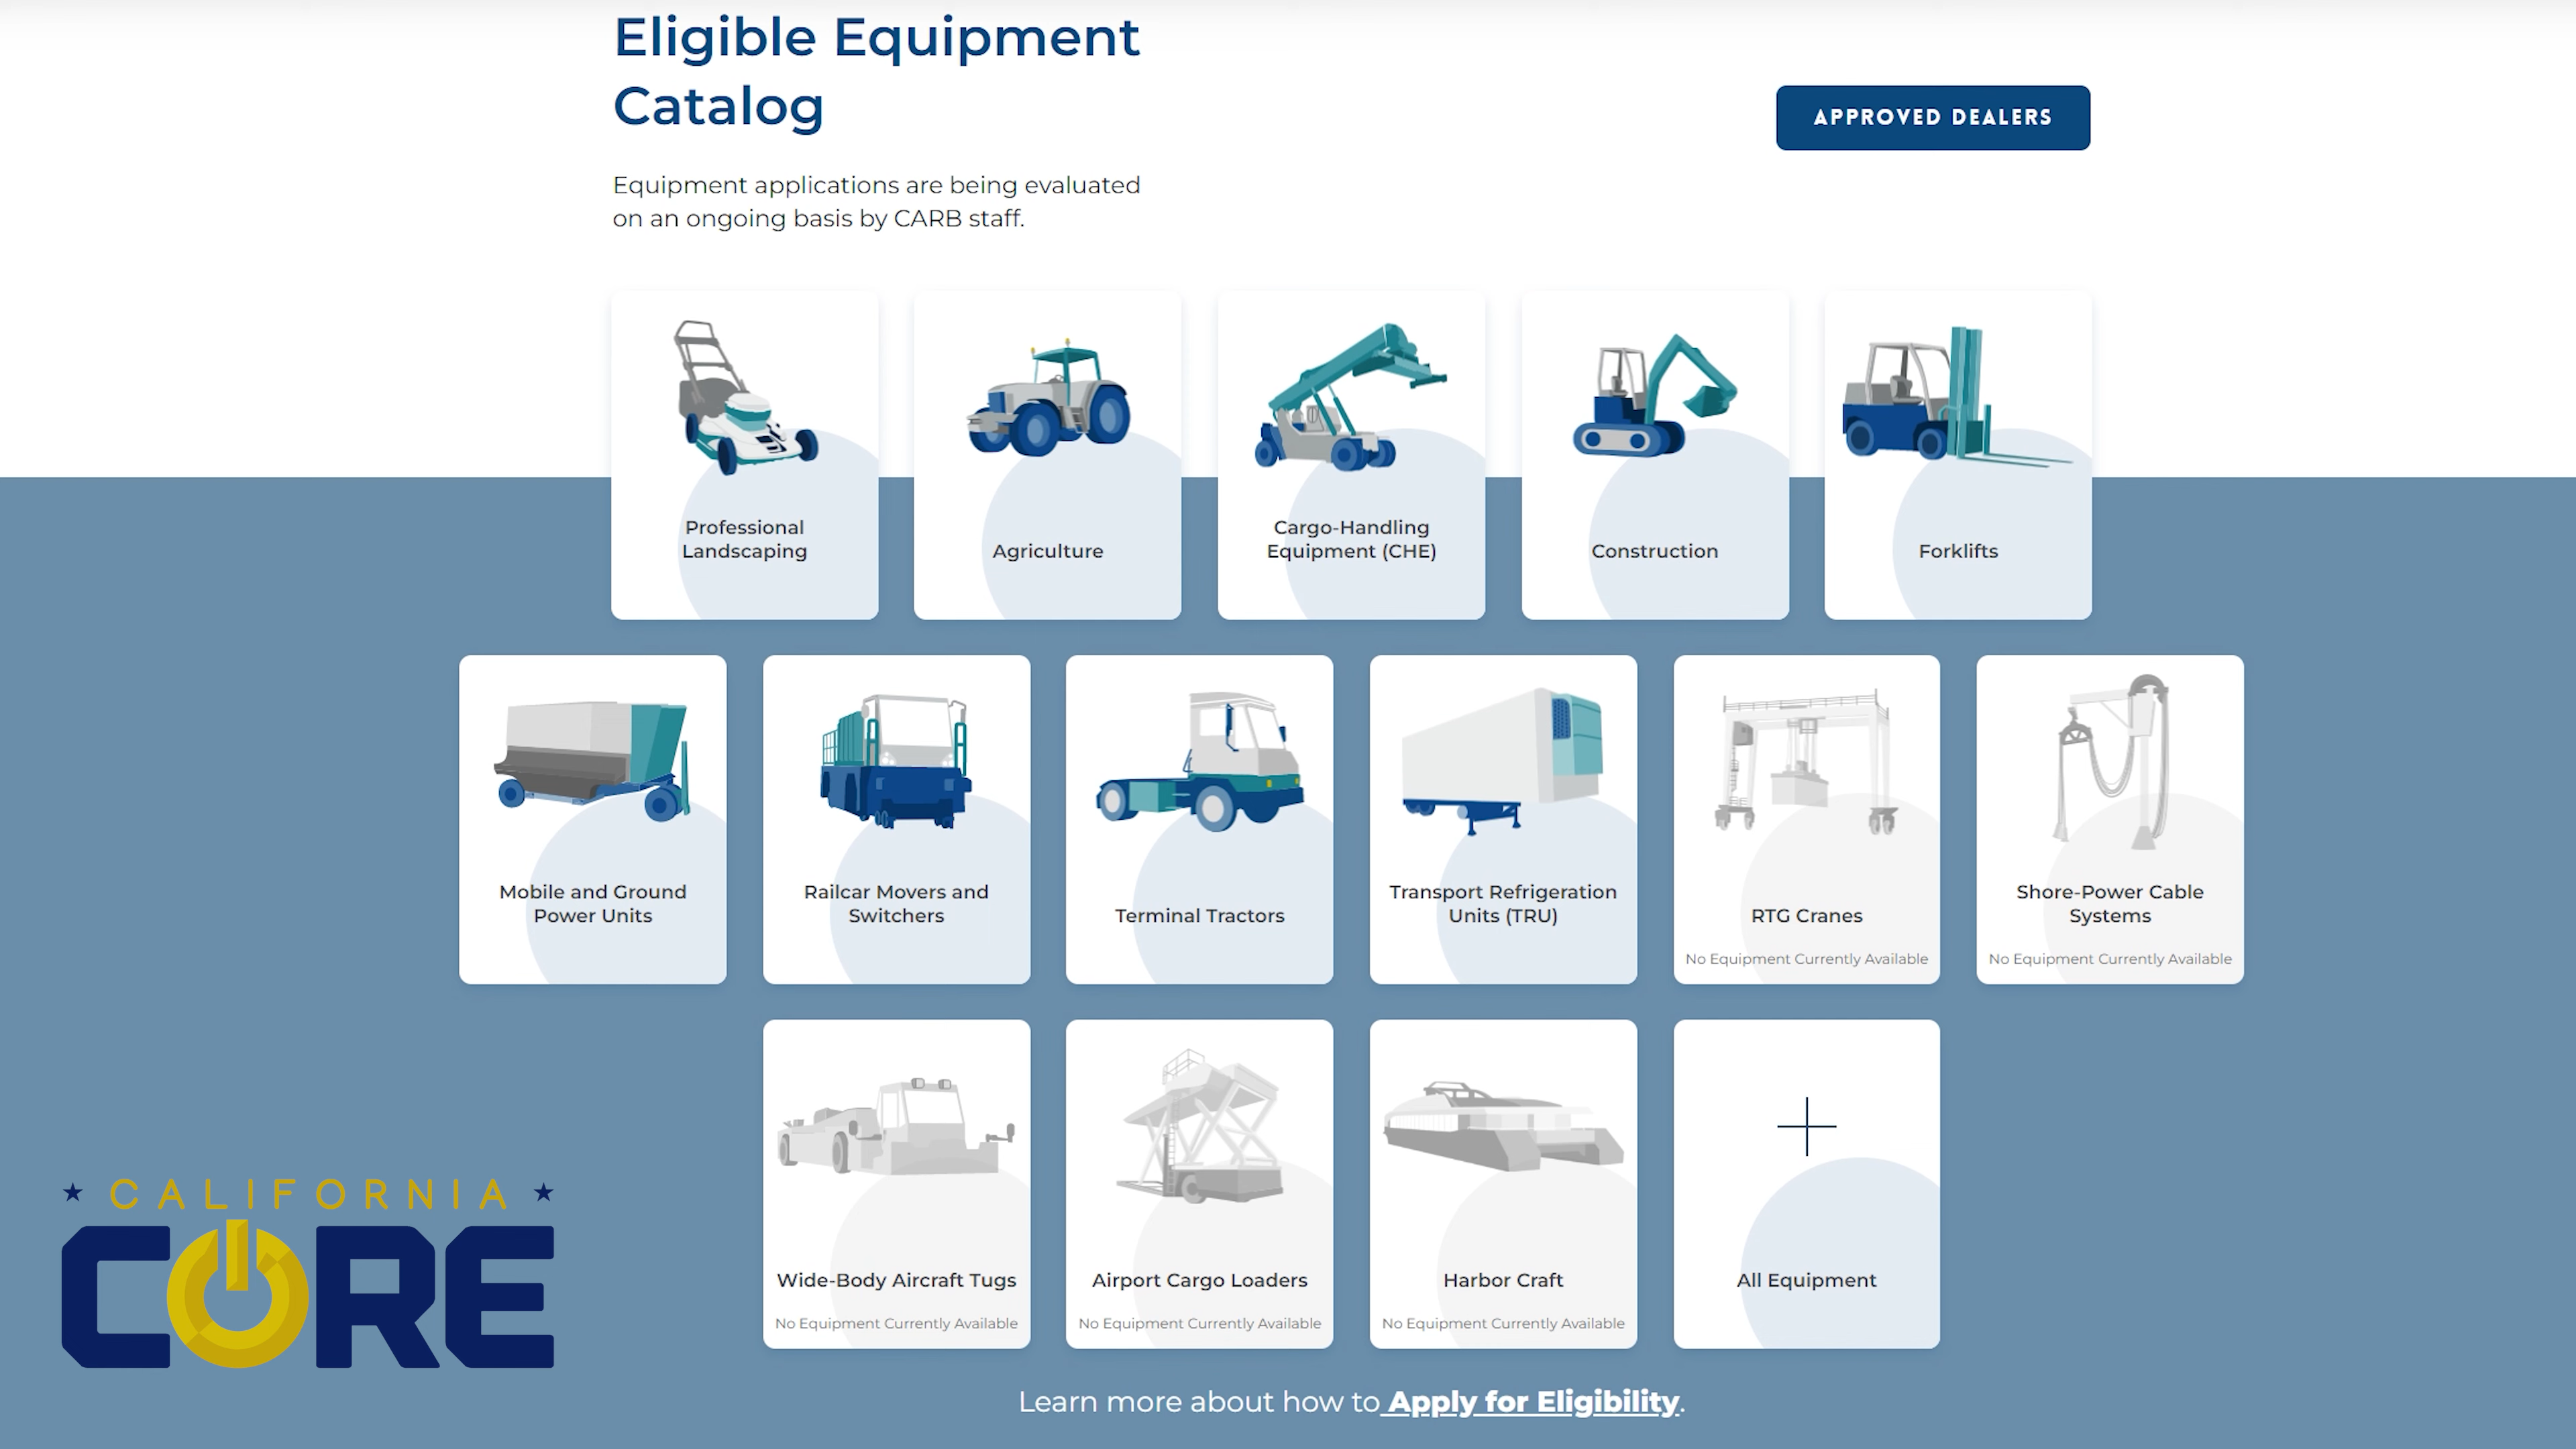 Eligible Equipment
Catalog
APPROVED DEALERS
Equipment applications are being evaluated
on an ongoing basis by CARB staff.
Professional
Landscaping
Agriculture
Cargo-Handling
Equipment (CHE)
Construction
Forklifts
Mobile and Ground
Power Units
Railcar Movers and
Switchers
Terminal Tractors
Transport Refrigeration
Units (TRU)
RTG Cranes
No Equipment Currently Available
Shore-Power Cable
Systems
No Equipment Currently Available
Wide-Body Aircraft Tugs
No Equipment Currently Available
Airport Cargo Loaders
No Equipment Currently Available
Harbor Craft
No Equipment Currently Available
All Equipment
CALIFORNIA
CORE
Learn more about how to Apply for Eligibility.